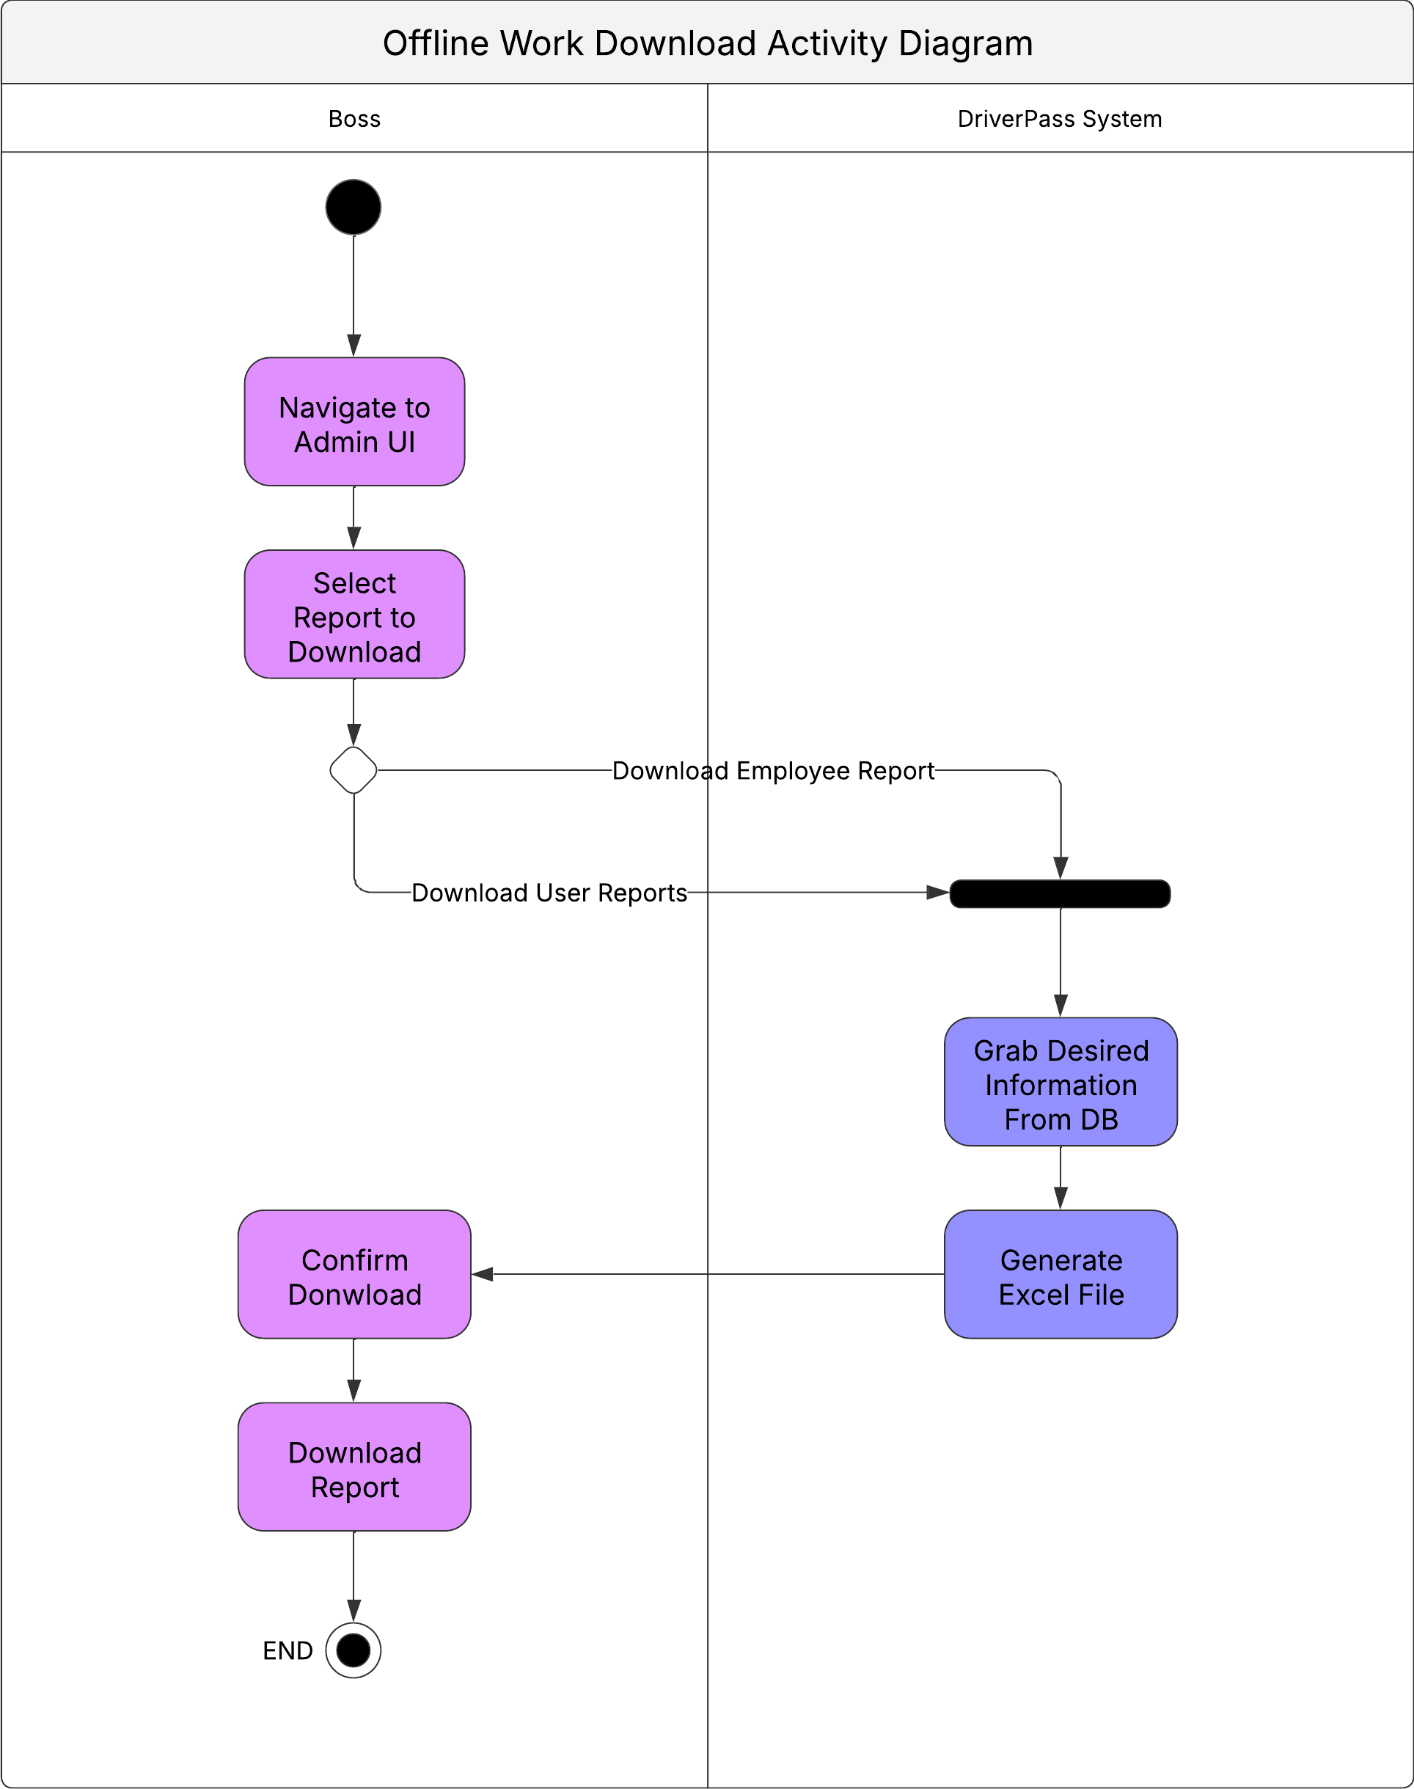 Offline Work Download Activity Diagram
Boss
DriverPass System
Navigate to
Admin UI
Select
Report to
Download
Download Employee Report
Download User Reports
Grab Desired
Information
From DB
Generate
Excel File
Confirm
Donwload
Download
Report
END